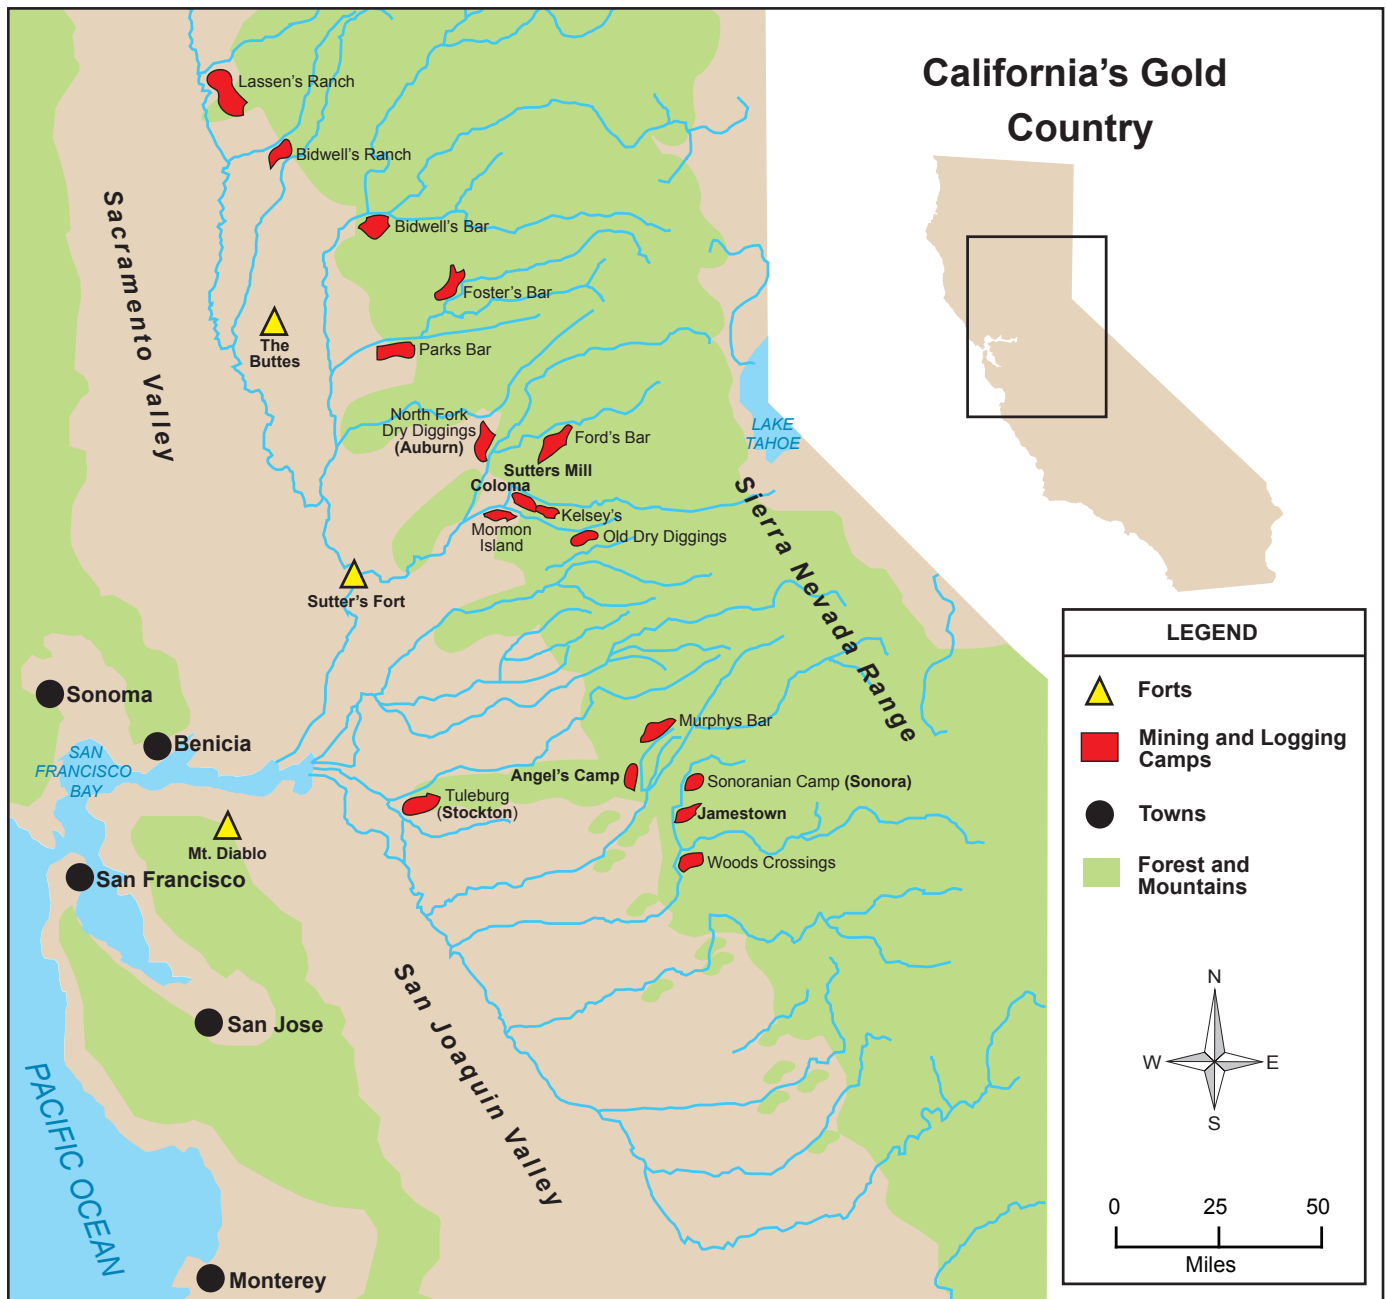 California's Gold
Country
Lassen's Ranch
Bidwell's Ranch
Bidwell's Bar
Foster's Bar
Parks Bar
The
Buttes
Sacramento Valley
North Fork
Dry Diggings
(Auburn)
Ford's Bar
Sutters Mill
Coloma
Kelsey's
Mormon
Island
Old Dry Diggings
LAKE
TAHOE
Sierra Nevada Range
Sutter's Fort
Sonoma
Benicia
SAN
FRANCISCO
BAY
Murphys Bar
Angel's Camp
Sonoranian Camp (Sonora)
Tuleburg
(Stockton)
Jamestown
Mt. Diablo
Woods Crossings
San Francisco
San Jose
San Joaquin Valley
PACIFIC OCEAN
Monterey
LEGEND
Forts
Mining and Logging
Camps
Towns
Forest and
Mountains
N
W
E
S
0 25 50
Miles